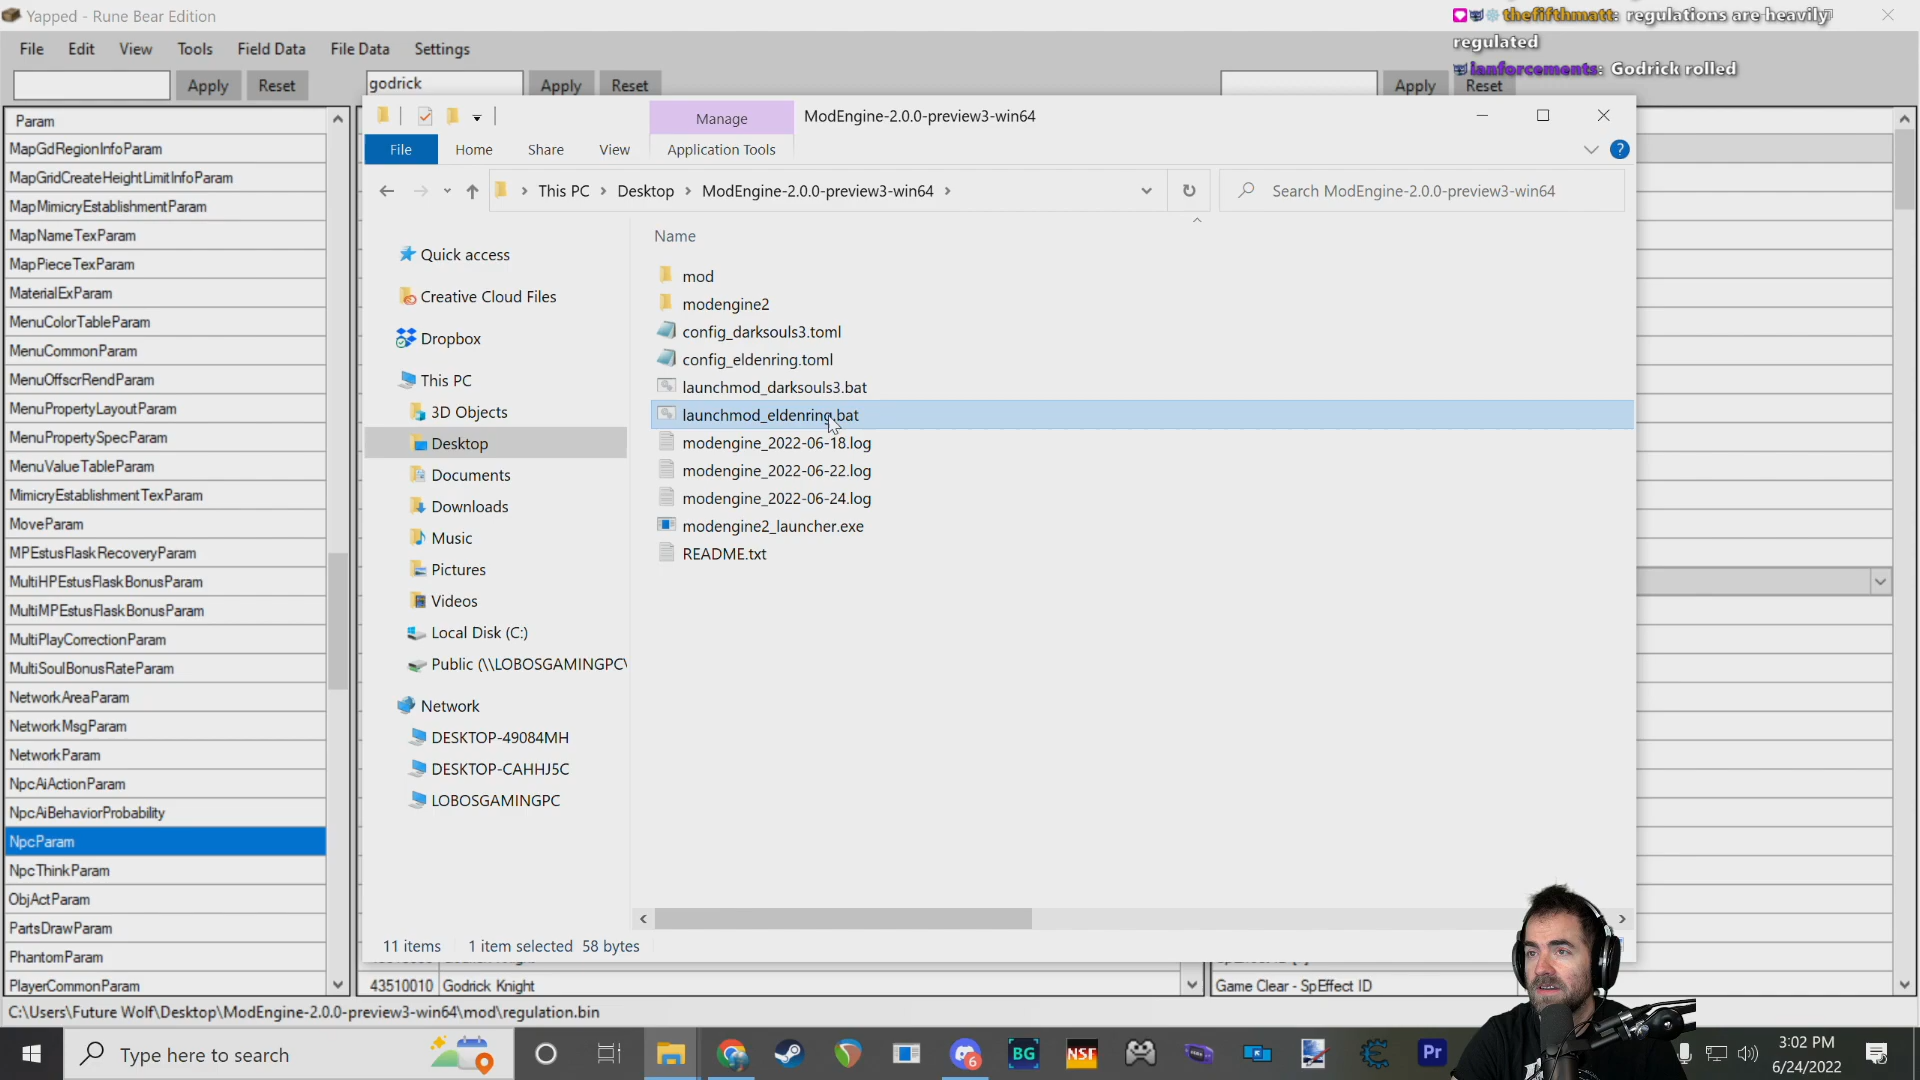 Yapped - Rune Bear Edition
thefifthmatt: regulations are heavily
regulated
ianforcements: Godrick rolled
File Edit View Tools Field Data File Data Settings
Apply Reset godrick Apply Reset Apply Reset
Manage ModEngine-2.0.0-preview3-win64
File Home Share View Application Tools
This PC Desktop ModEngine-2.0.0-preview3-win64
Search ModEngine-2.0.0-preview3-win64
Param
MapGdRegionInfoParam
MapGridCreateHeightLimitInfoParam
MapMimicryEstablishmentParam
MapNameTexParam
MapPieceTexParam
MaterialExParam
MenuColorTableParam
MenuCommonParam
MenuOffscrRendParam
MenuPropertyLayoutParam
MenuPropertySpecParam
MenuValueTableParam
MimicryEstablishmentTexParam
MoveParam
MPEstusFlaskRecoveryParam
MultiHPEstusFlaskBonusParam
MultiMPEstusFlaskBonusParam
MultiPlayCorrectionParam
MultiSoulBonusRateParam
NetworkAreaParam
NetworkMsgParam
NetworkParam
NpcAiActionParam
NpcAiBehaviorProbability
NpcParam
NpcThinkParam
ObjActParam
PartsDrawParam
PhantomParam
PlayerCommonParam
Quick access
Creative Cloud Files
Dropbox
This PC
3D Objects
Desktop
Documents
Downloads
Music
Pictures
Videos
Local Disk (C:)
Public (\\LOBOSGAMINGPC\
Network
DESKTOP-49084MH
DESKTOP-CAHHJ5C
LOBOSGAMINGPC
Name
mod
modengine2
config_darksouls3.toml
config_eldenring.toml
launchmod_darksouls3.bat
launchmod_eldenring.bat
modengine_2022-06-18.log
modengine_2022-06-22.log
modengine_2022-06-24.log
modengine2_launcher.exe
README.txt
11 items 1 item selected 58 bytes
43510010 Godrick Knight
Game Clear - SpEffect ID
C:\Users\Future Wolf\Desktop\ModEngine-2.0.0-preview3-win64\mod\regulation.bin
Type here to search
6
BG
NSF
Pr
3:02 PM
6/24/2022